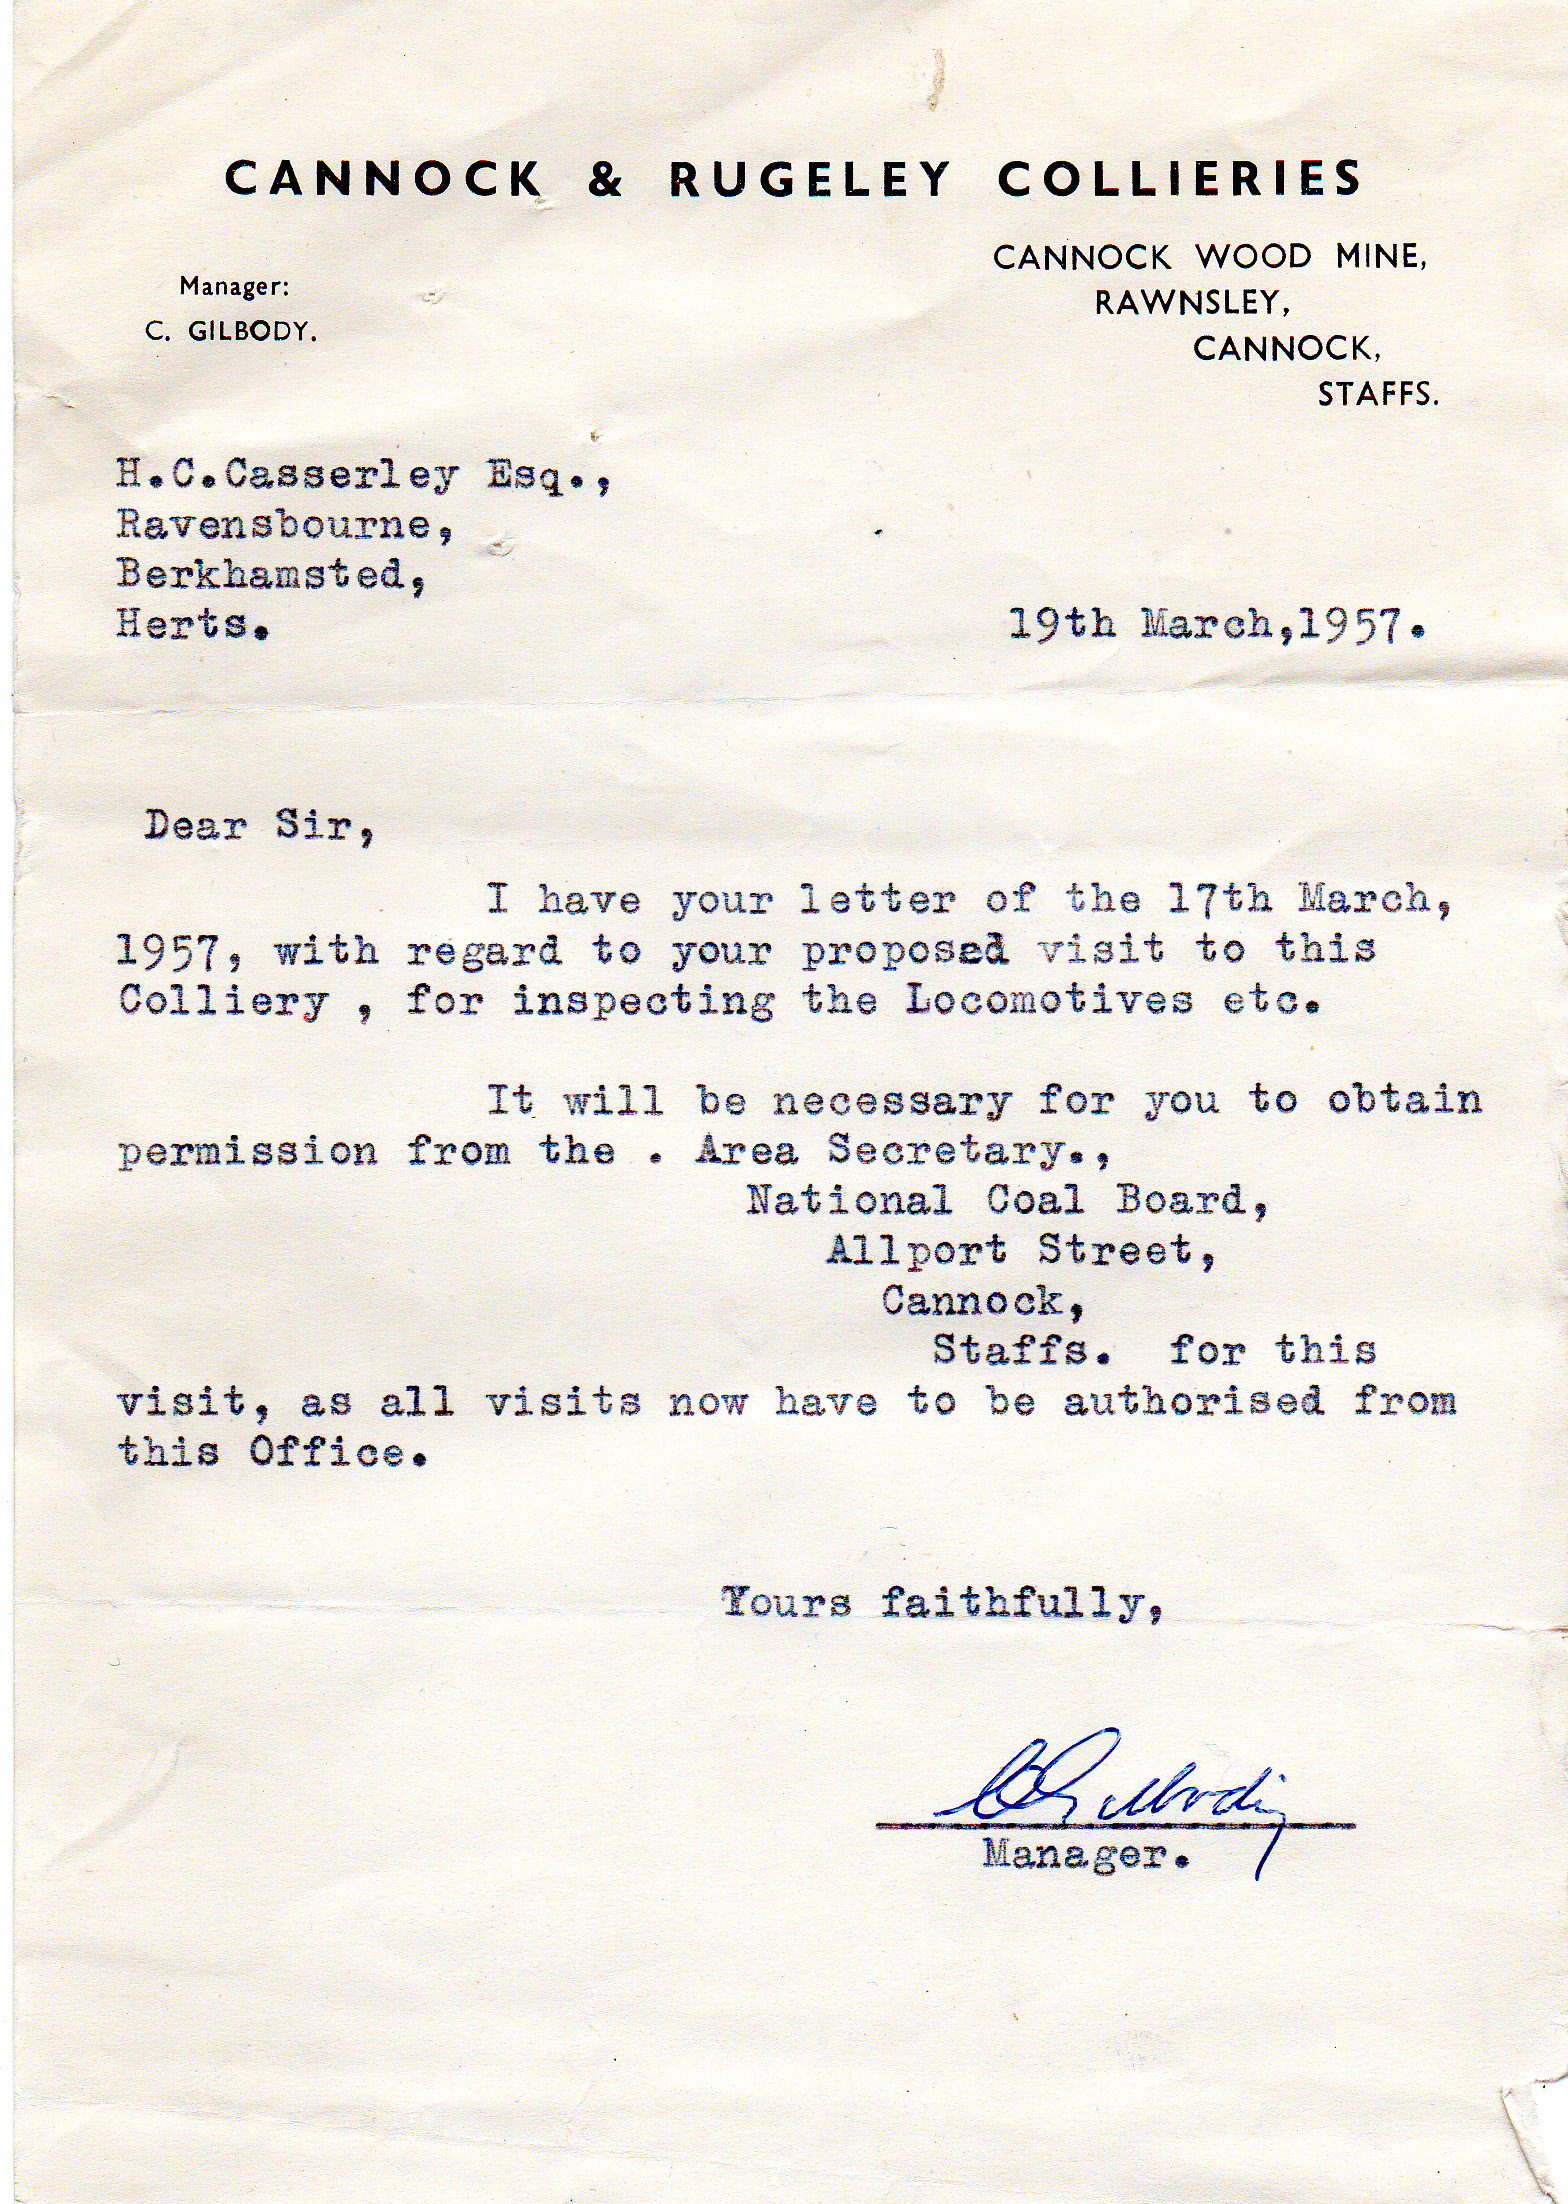 CANNOCK & RUGELEY COLLIERIES
Manager:
C. GILBODY.
CANNOCK WOOD MINE,
RAWNSLEY,
CANNOCK,
STAFFS.
H.C.Casserley Esq.,
Ravensbourne,
Berkhamsted,
Herts.
19th March,1957.
Dear Sir,
I have your letter of the 17th March,
1957, with regard to your proposed visit to this
Colliery , for inspecting the Locomotives etc.
It will be necessary for you to obtain
permission from the . Area Secretary.,
National Coal Board,
Allport Street,
Cannock,
Staffs. for this
visit, as all visits now have to be authorised from
this Office.
Yours faithfully,
C Gilbody
Manager.